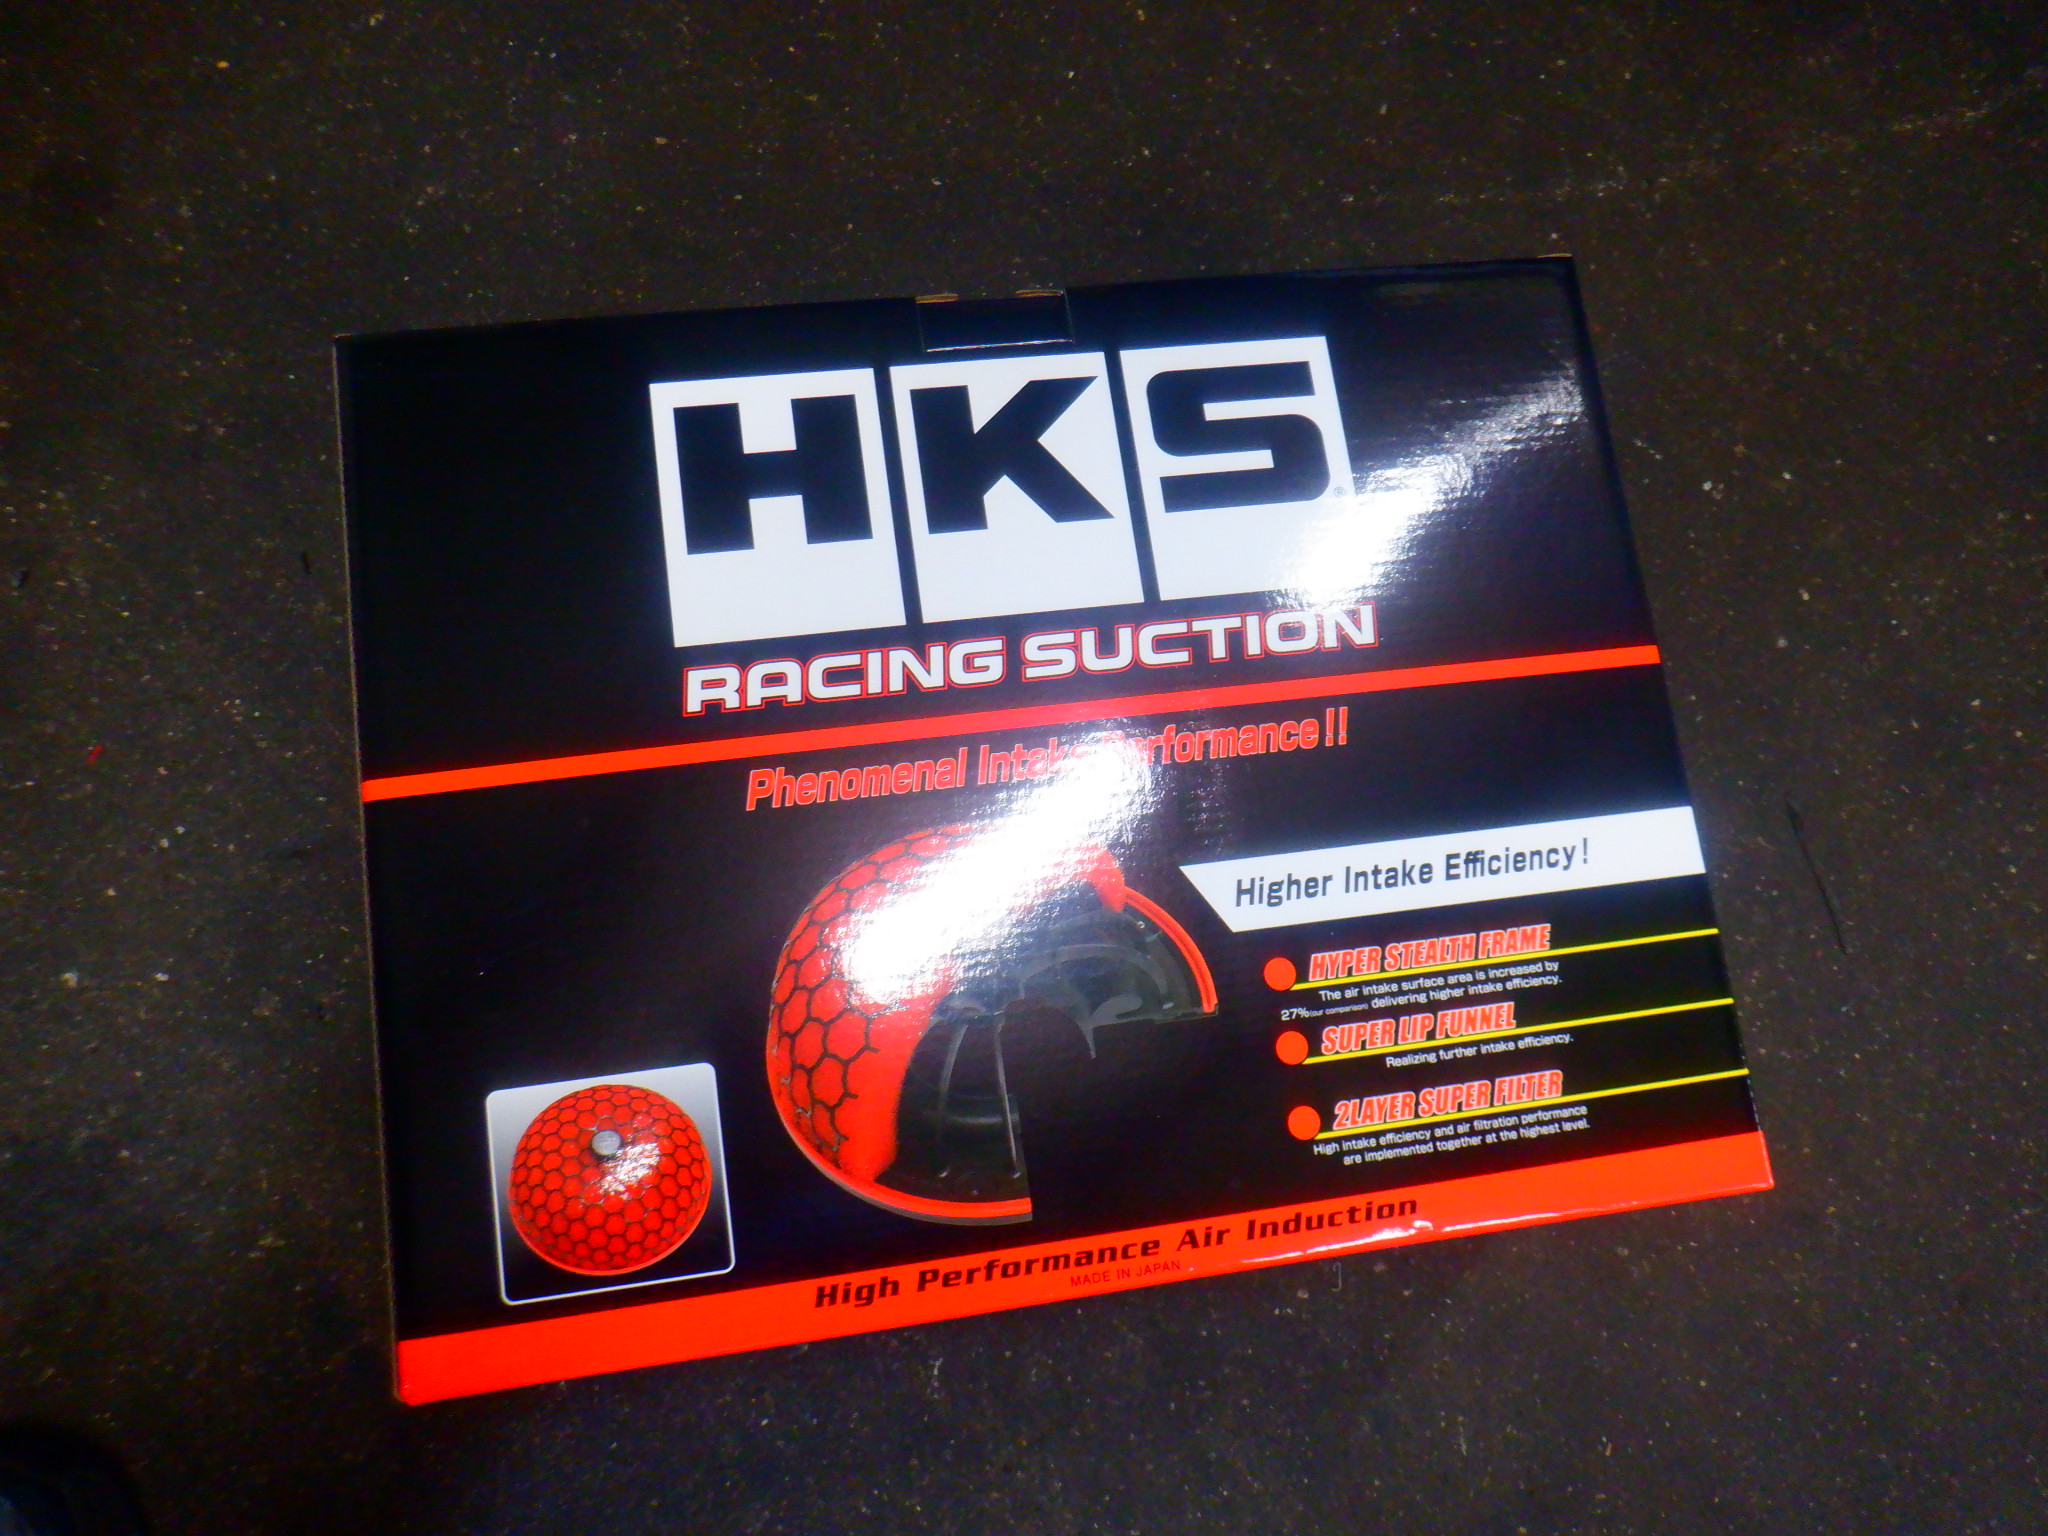 HKS®
RACING SUCTION
Phenomenal Intake Performance!!
Higher Intake Efficiency!
HYPER STEALTH FRAME
The air intake surface area is increased by
27%(our comparison) delivering higher intake efficiency.
SUPER LIP FUNNEL
Realizing further intake efficiency.
2LAYER SUPER FILTER
High intake efficiency and air filtration performance
are implemented together at the highest level.
High Performance Air Induction
MADE IN JAPAN